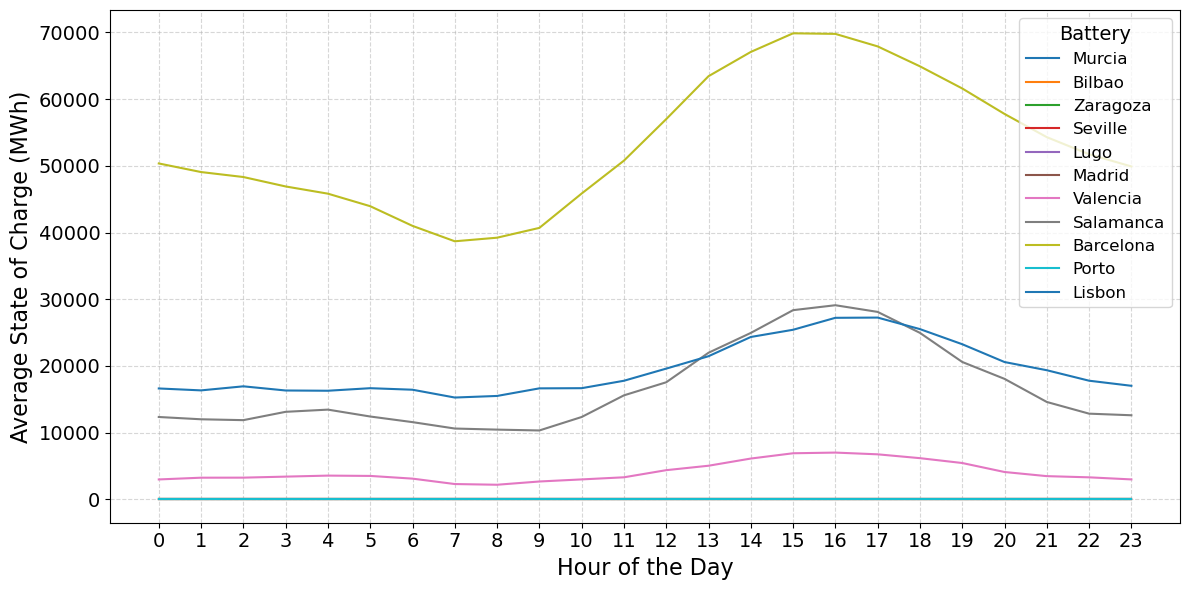 Average State of Charge (MWh)
70000
60000
50000
40000
30000
20000
10000
0
Battery
Murcia
Bilbao
Zaragoza
Seville
Lugo
Madrid
Valencia
Salamanca
Barcelona
Porto
Lisbon
0 1 2 3 4 5 6 7 8 9 10 11 12 13 14 15 16 17 18 19 20 21 22 23
Hour of the Day